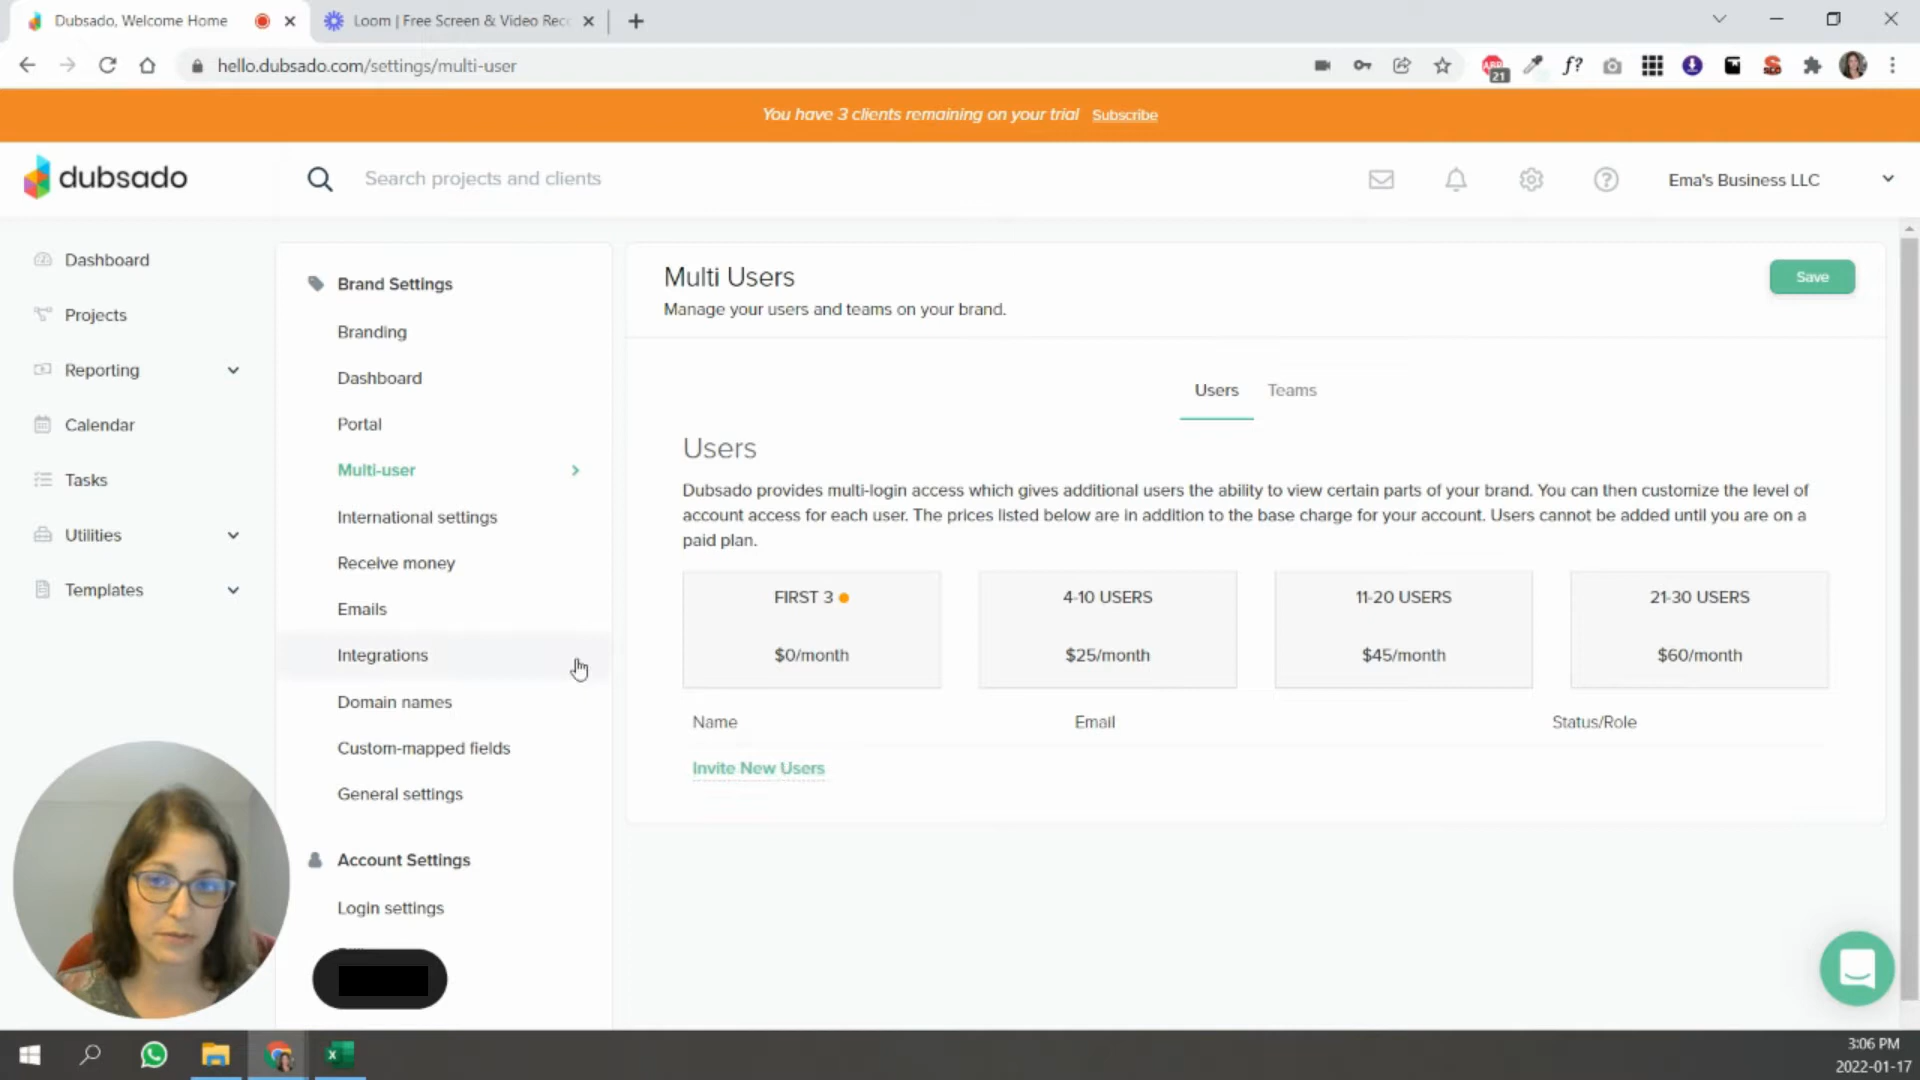 Dubsado, Welcome Home
Loom | Free Screen & Video Rec
hello.dubsado.com/settings/multi-user
21
f?
You have 3 clients remaining on your trial Subscribe
dubsado
Search projects and clients
Ema's Business LLC
Dashboard
Projects
Reporting
Calendar
Tasks
Utilities
Templates
Brand Settings
Branding
Dashboard
Portal
Multi-user
International settings
Receive money
Emails
Integrations
Domain names
Custom-mapped fields
General settings
Account Settings
Login settings
Multi Users
Manage your users and teams on your brand.
Save
Users Teams
Users
Dubsado provides multi-login access which gives additional users the ability to view certain parts of your brand. You can then customize the level of
account access for each user. The prices listed below are in addition to the base charge for your account. Users cannot be added until you are on a
paid plan.
FIRST 3
$0/month
4-10 USERS
$25/month
11-20 USERS
$45/month
21-30 USERS
$60/month
Name Email Status/Role
Invite New Users
3:06 PM
2022-01-17